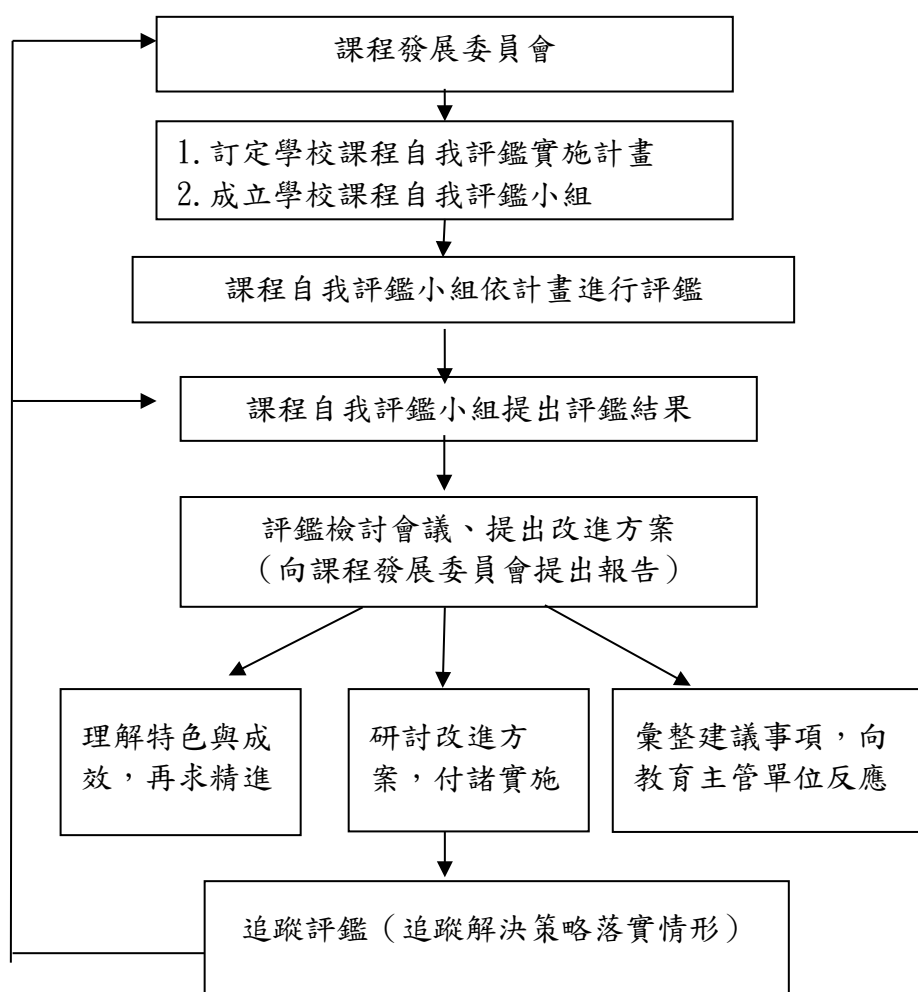 課程發展委員會
1.訂定學校課程自我評鑑實施計畫
2.成立學校課程自我評鑑小組
課程自我評鑑小組依計畫進行評鑑
課程自我評鑑小組提出評鑑結果
評鑑檢討會議、提出改進方案
（向課程發展委員會提出報告）
理解特色與成
效，再求精進
研討改進方
案，付諸實施
彙整建議事項，向
教育主管單位反應
追蹤評鑑（追蹤解決策略落實情形）